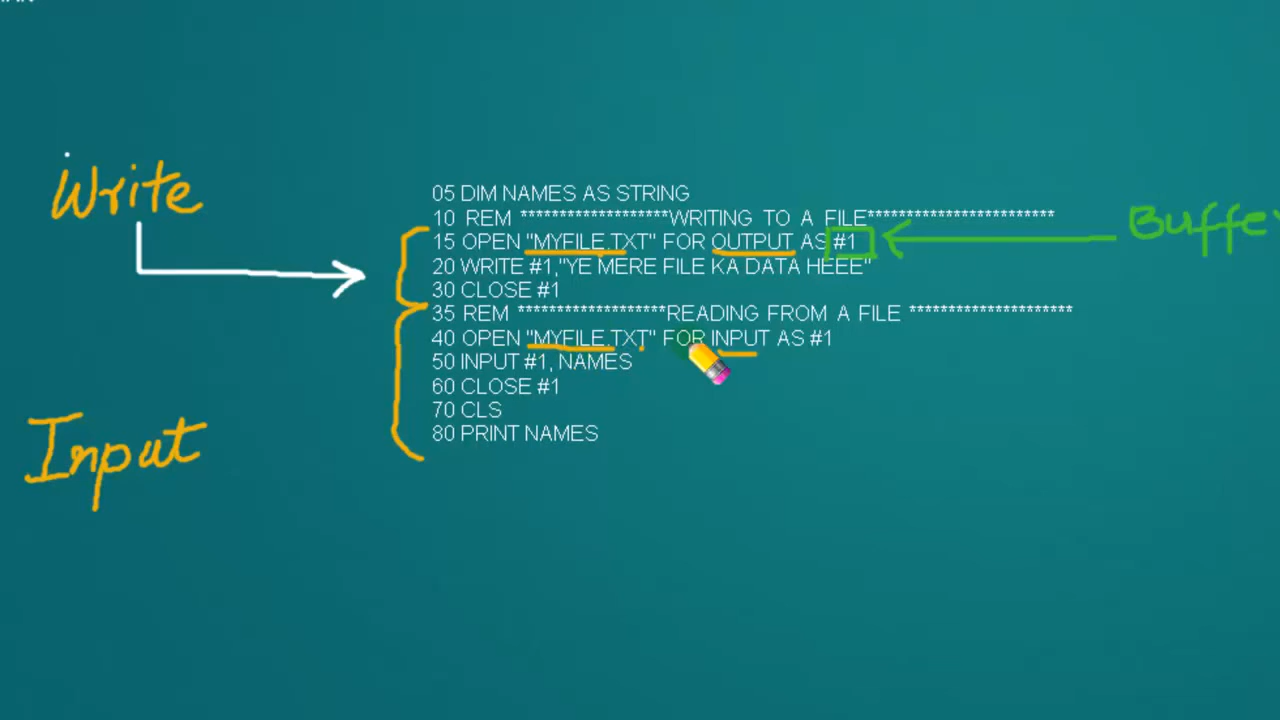 Write
05 DIM NAMES AS STRING
10 REM *******************WRITING TO A FILE************************
15 OPEN "MYFILE.TXT" FOR OUTPUT AS #1
Buffe
20 WRITE #1,"YE MERE FILE KA DATA HEEE"
30 CLOSE #1
35 REM *******************READING FROM A FILE *********************
40 OPEN "MYFILE.TXT" FOR INPUT AS #1
50 INPUT #1, NAMES
60 CLOSE #1
70 CLS
80 PRINT NAMES
Input